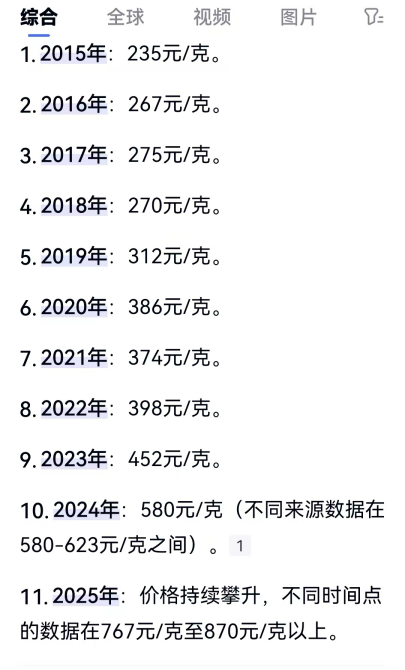 综合 全球 视频 图片
1. 2015年：235元/克。
2. 2016年：267元/克。
3. 2017年：275元/克。
4. 2018年：270元/克。
5. 2019年：312元/克。
6. 2020年：386元/克。
7. 2021年：374元/克。
8. 2022年：398元/克。
9. 2023年：452元/克。
10. 2024年：580元/克（不同来源数据在
580-623元/克之间）。 1
11. 2025年：价格持续攀升，不同时间点
的数据在767元/克至870元/克以上。